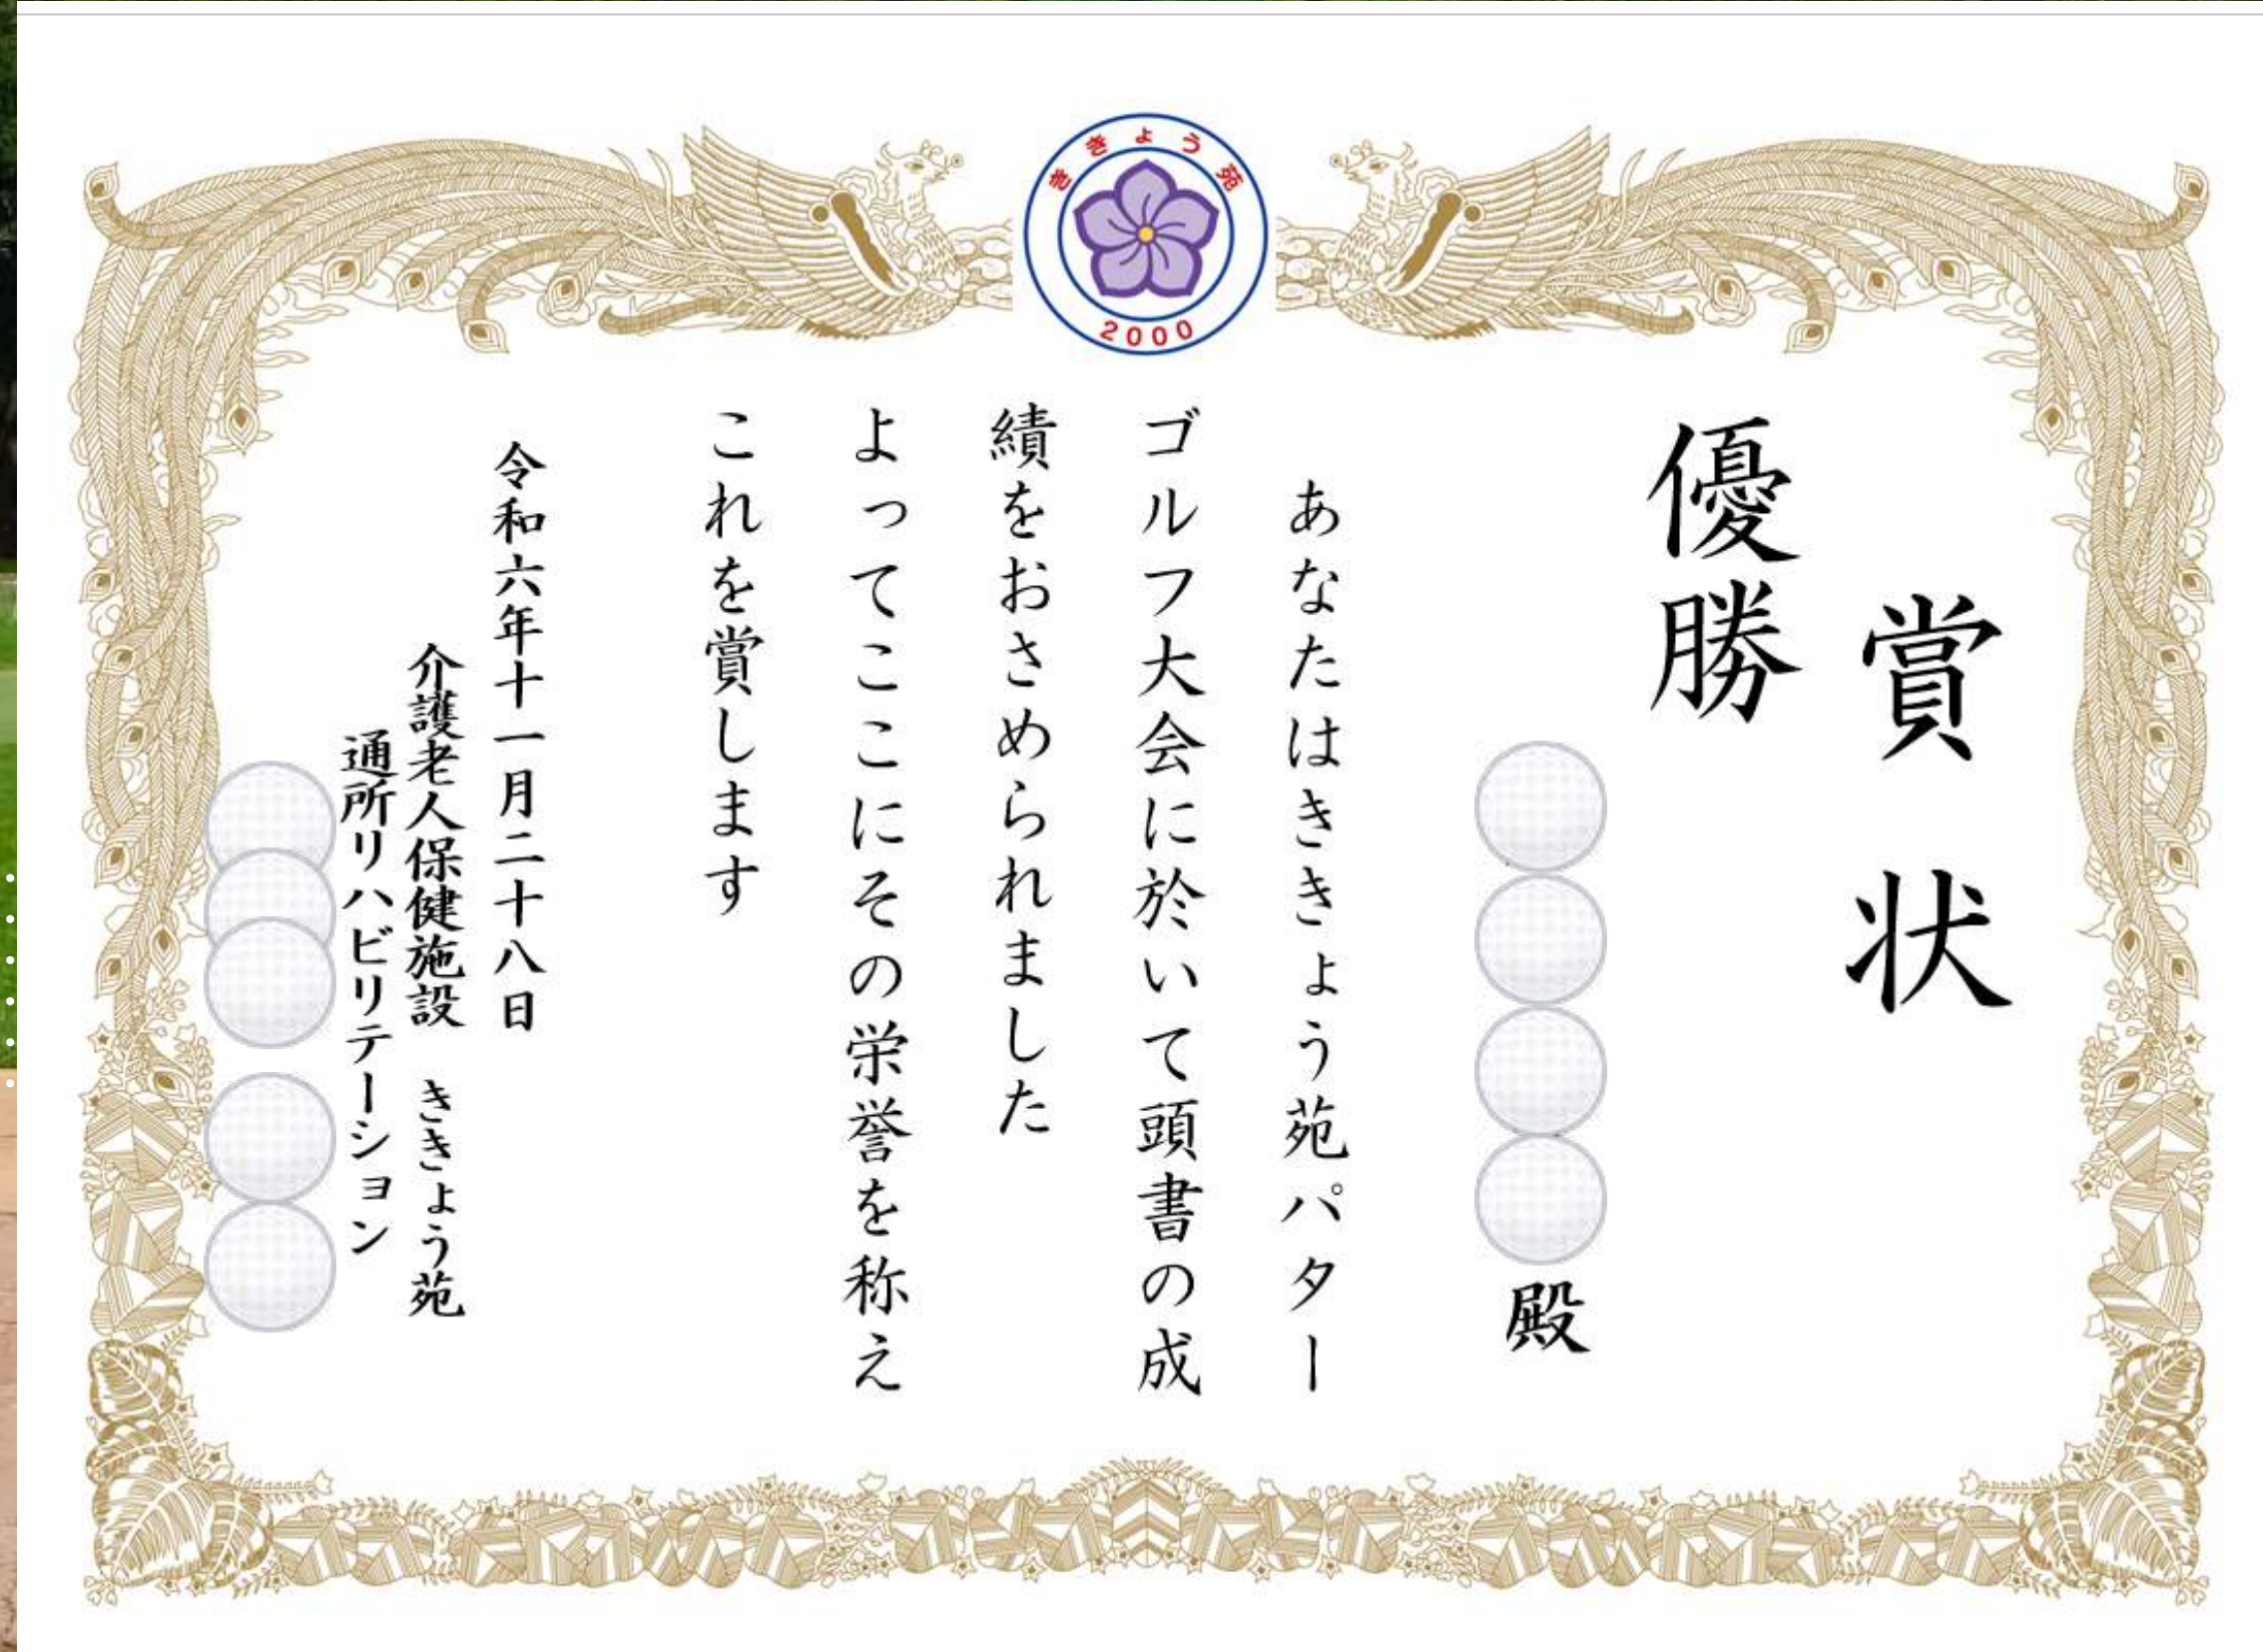 ききょう苑
2000
賞状
優勝
殿
あなたはききょう苑パター
ゴルフ大会に於いて頭書の成
績をおさめられました
よってここにその栄誉を称え
これを賞します
令和六年十一月二十八日
介護老人保健施設　ききょう苑
通所リハビリテーション